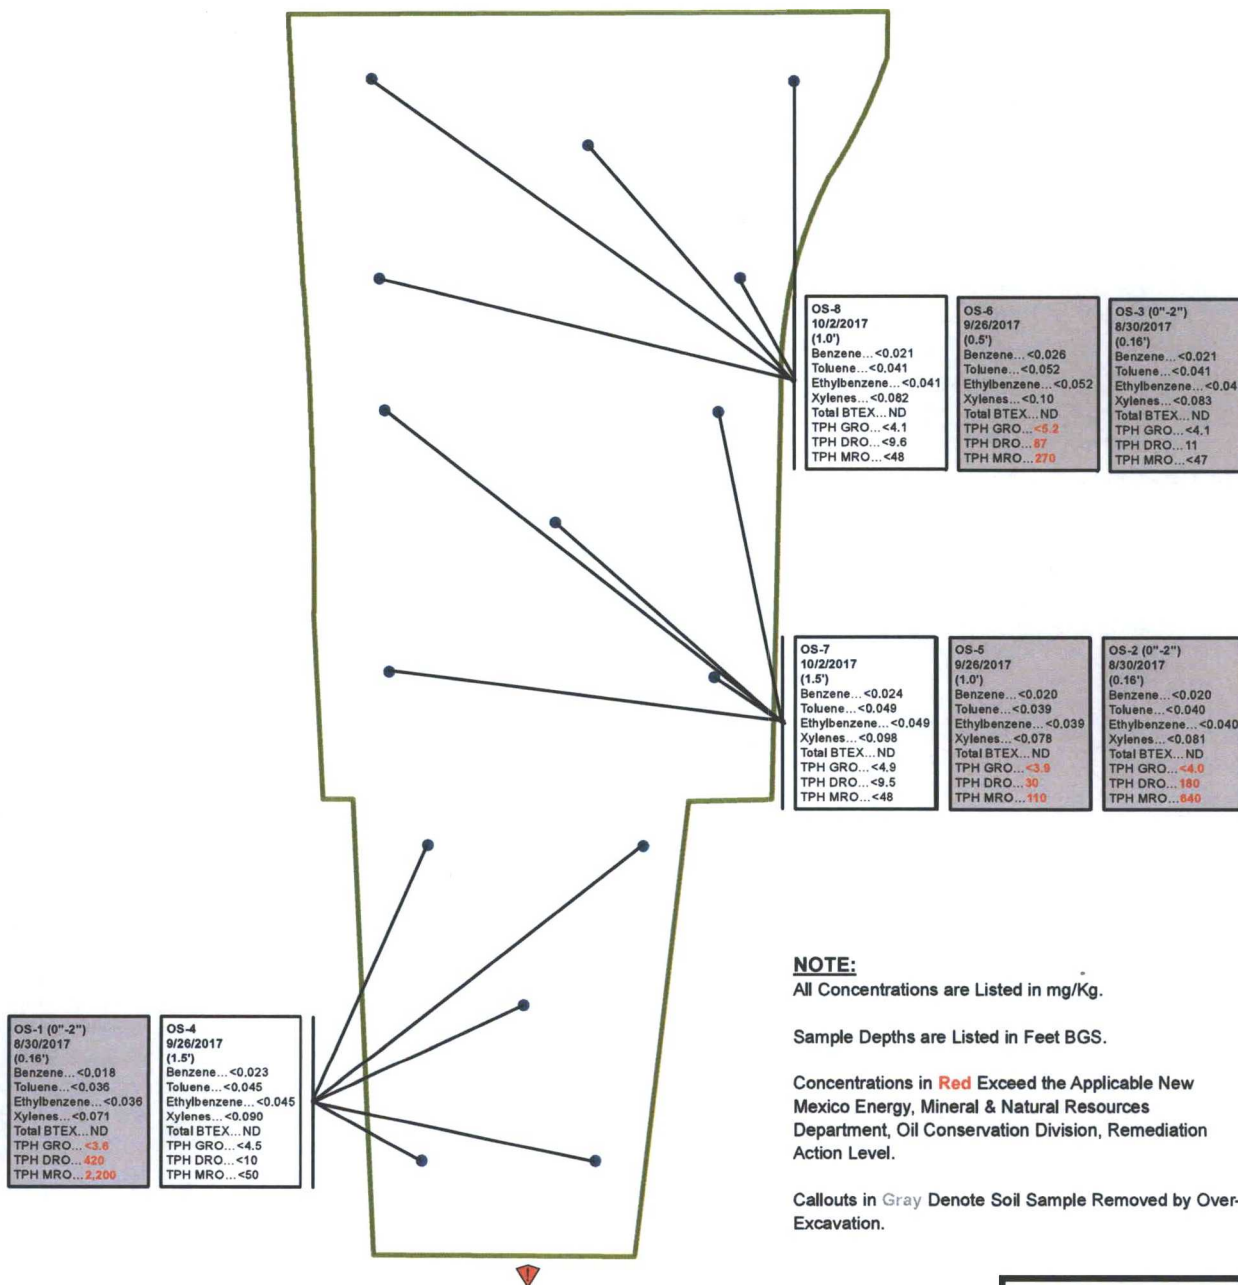 OS-8
10/2/2017
(1.0')
Benzene...<0.021
Toluene...<0.041
Ethylbenzene...<0.041
Xylenes...<0.082
Total BTEX...ND
TPH GRO...<4.1
TPH DRO...<9.6
TPH MRO...<48
OS-6
9/26/2017
(0.5')
Benzene...<0.026
Toluene...<0.052
Ethylbenzene...<0.052
Xylenes...<0.10
Total BTEX...ND
TPH GRO...<5.2
TPH DRO...87
TPH MRO...270
OS-3 (0"-2")
8/30/2017
(0.16')
Benzene...<0.021
Toluene...<0.041
Ethylbenzene...<0.04
Xylenes...<0.083
Total BTEX...ND
TPH GRO...<4.1
TPH DRO...11
TPH MRO...<47
OS-7
10/2/2017
(1.5')
Benzene...<0.024
Toluene...<0.049
Ethylbenzene...<0.049
Xylenes...<0.098
Total BTEX...ND
TPH GRO...<4.9
TPH DRO...<9.5
TPH MRO...<48
OS-5
9/26/2017
(1.0')
Benzene...<0.020
Toluene...<0.039
Ethylbenzene...<0.039
Xylenes...<0.078
Total BTEX...ND
TPH GRO...<3.9
TPH DRO...30
TPH MRO...110
OS-2 (0"-2")
8/30/2017
(0.16')
Benzene...<0.020
Toluene...<0.040
Ethylbenzene...<0.040
Xylenes...<0.081
Total BTEX...ND
TPH GRO...<4.0
TPH DRO...180
TPH MRO...640
OS-1 (0"-2")
8/30/2017
(0.16')
Benzene...<0.018
Toluene...<0.036
Ethylbenzene...<0.036
Xylenes...<0.071
Total BTEX...ND
TPH GRO...<3.6
TPH DRO...420
TPH MRO...2,200
OS-4
9/26/2017
(1.5')
Benzene...<0.023
Toluene...<0.045
Ethylbenzene...<0.045
Xylenes...<0.090
Total BTEX...ND
TPH GRO...<4.5
TPH DRO...<10
TPH MRO...<50
NOTE:
All Concentrations are Listed in mg/Kg.
Sample Depths are Listed in Feet BGS.
Concentrations in Red Exceed the Applicable New
Mexico Energy, Mineral & Natural Resources
Department, Oil Conservation Division, Remediation
Action Level.
Callouts in Gray Denote Soil Sample Removed by Over-
Excavation.
!